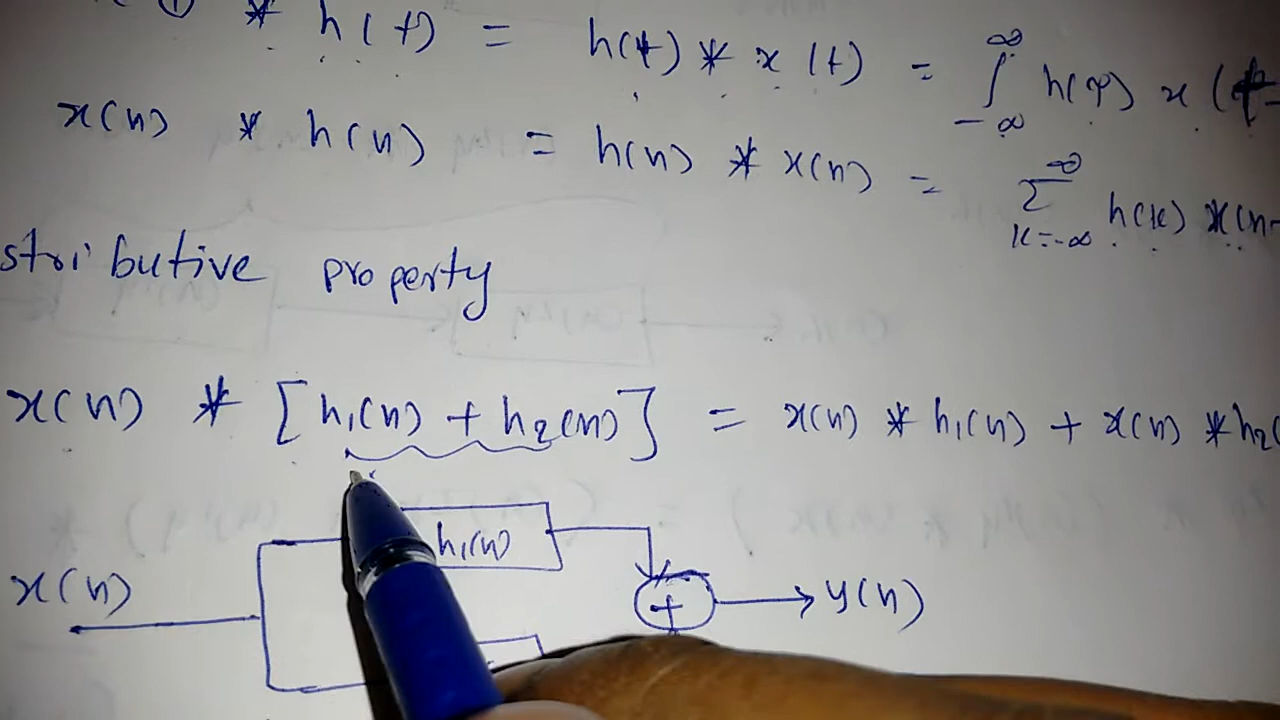 * h(t) = h(t) * x(t) = ∫_{-∞}^{∞} h(τ) x(t-
x(n) * h(n) = h(n) * x(n) = Σ_{k=-∞}^{∞} h(k) x(n-
stributive property
x(n) * [h₁(n) + h₂(n)] = x(n) * h₁(n) + x(n) * h₂(
h₁(n)
x(n)
+
y(n)